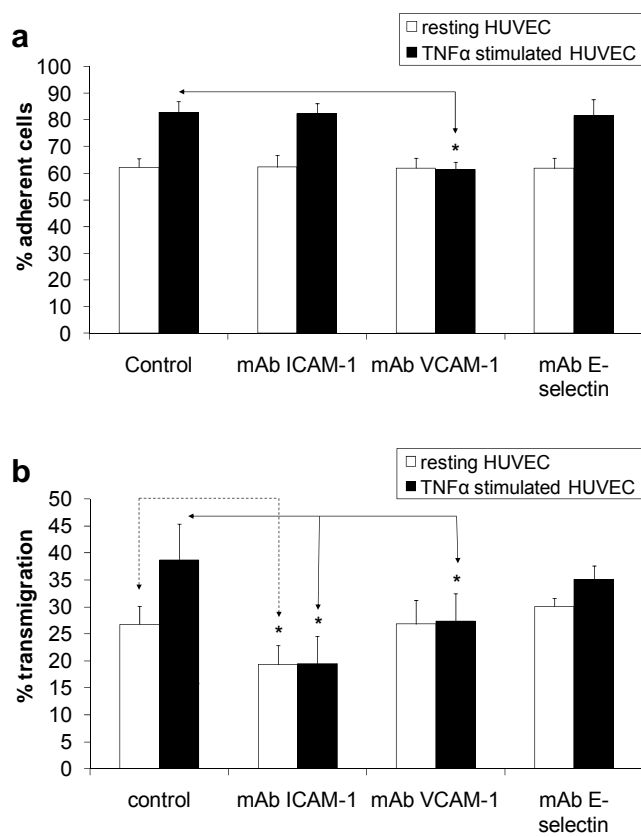 a
resting HUVEC
TNFα stimulated HUVEC
100
90
80
70
60
50
40
30
20
10
0
% adherent cells
*
Control mAb ICAM-1 mAb VCAM-1 mAb E-
selectin
b
resting HUVEC
TNFα stimulated HUVEC
50
45
40
35
30
25
20
15
10
5
0
% transmigration
* * *
control mAb ICAM-1 mAb VCAM-1 mAb E-
selectin